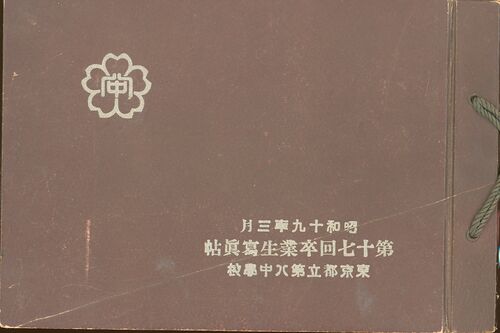 中
昭和十九年三月
第十七回卒業生寫眞帖
東京都立第八中學校